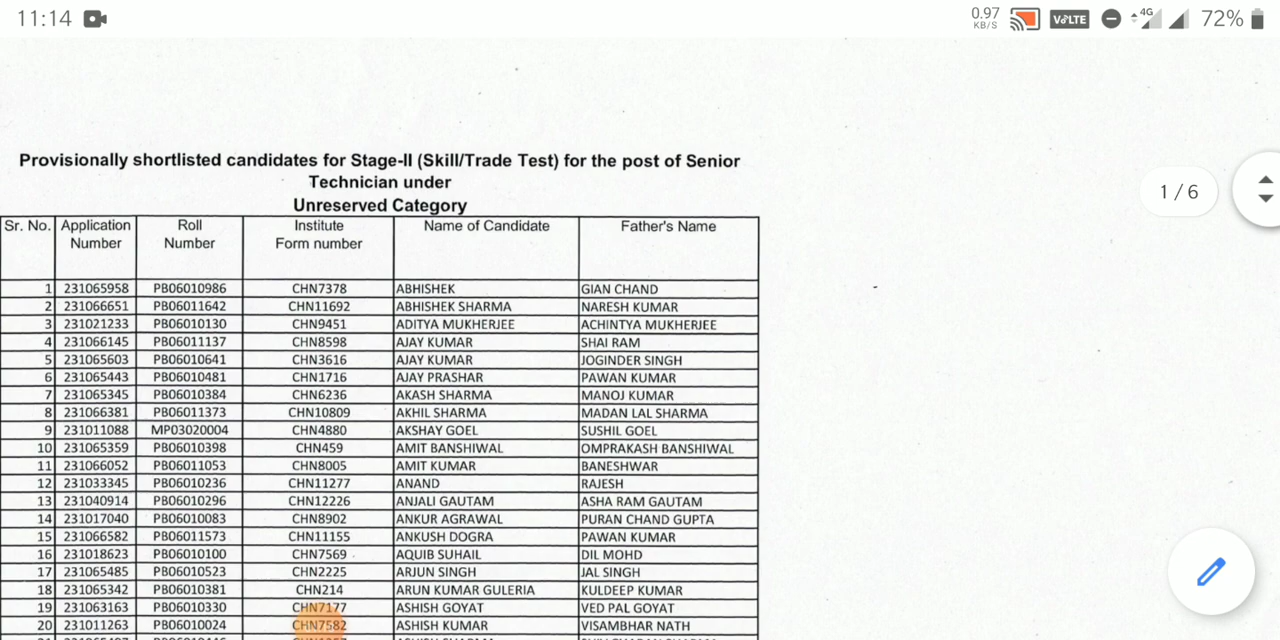 11:14 0.97 KB/S VoLTE 4G 72%
Provisionally shortlisted candidates for Stage-II (Skill/Trade Test) for the post of Senior
Technician under
Unreserved Category
1 / 6
Sr. No. Application Number Roll Number Institute Form number Name of Candidate Father's Name
1 231065958 PB06010986 CHN7378 ABHISHEK GIAN CHAND
2 231066651 PB06011642 CHN11692 ABHISHEK SHARMA NARESH KUMAR
3 231021233 PB06010130 CHN9451 ADITYA MUKHERJEE ACHINTYA MUKHERJEE
4 231066145 PB06011137 CHN8598 AJAY KUMAR SHAI RAM
5 231065603 PB06010641 CHN3616 AJAY KUMAR JOGINDER SINGH
6 231065443 PB06010481 CHN1716 AJAY PRASHAR PAWAN KUMAR
7 231065345 PB06010384 CHN6236 AKASH SHARMA MANOJ KUMAR
8 231066381 PB06011373 CHN10809 AKHIL SHARMA MADAN LAL SHARMA
9 231011088 MP03020004 CHN4880 AKSHAY GOEL SUSHIL GOEL
10 231065359 PB06010398 CHN459 AMIT BANSHIWAL OMPRAKASH BANSHIWAL
11 231066052 PB06011053 CHN8005 AMIT KUMAR BANESHWAR
12 231033345 PB06010236 CHN11277 ANAND RAJESH
13 231040914 PB06010296 CHN12226 ANJALI GAUTAM ASHA RAM GAUTAM
14 231017040 PB06010083 CHN8902 ANKUR AGRAWAL PURAN CHAND GUPTA
15 231066582 PB06011573 CHN11155 ANKUSH DOGRA PAWAN KUMAR
16 231018623 PB06010100 CHN7569 AQUIB SUHAIL DIL MOHD
17 231065485 PB06010523 CHN2225 ARJUN SINGH JAL SINGH
18 231065342 PB06010381 CHN214 ARUN KUMAR GULERIA KULDEEP KUMAR
19 231063163 PB06010330 CHN7177 ASHISH GOYAT VED PAL GOYAT
20 231011263 PB06010024 CHN7582 ASHISH KUMAR VISAMBHAR NATH